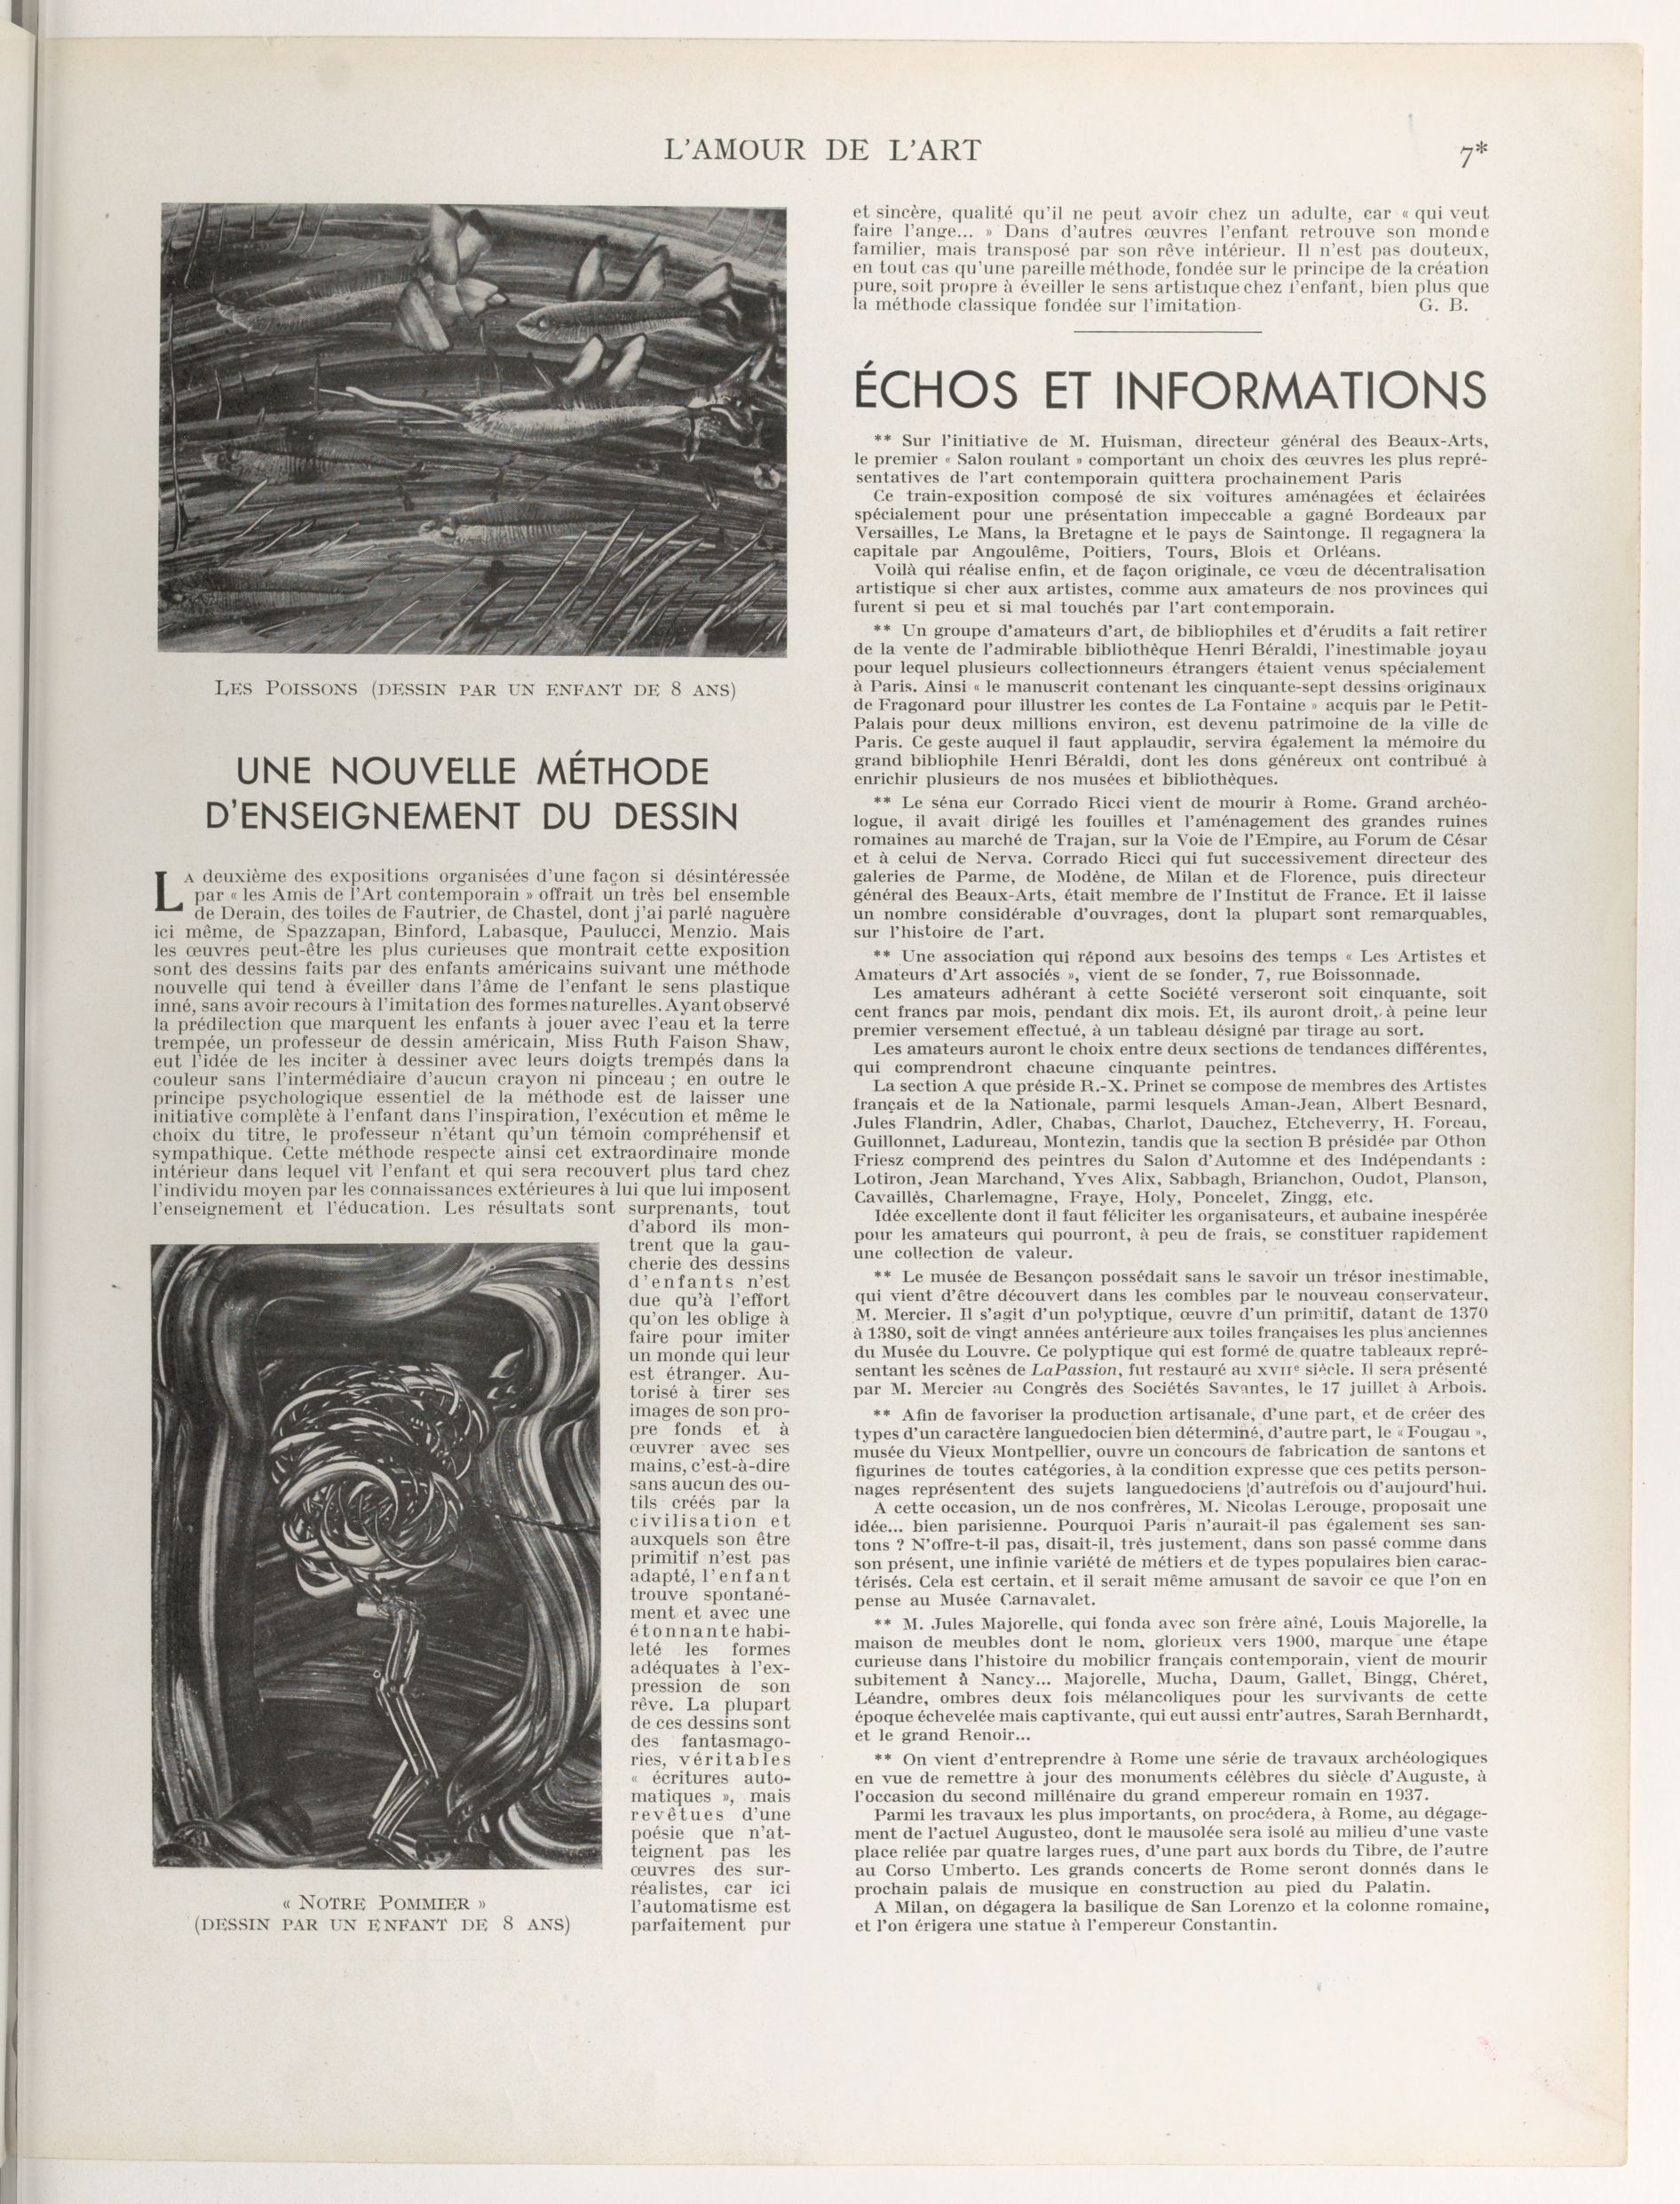 L'AMOUR DE L'ART
7*
LES POISSONS (DESSIN PAR UN ENFANT DE 8 ANS)
UNE NOUVELLE MÉTHODE
D'ENSEIGNEMENT DU DESSIN
LA deuxième des expositions organisées d'une façon si désintéressée
par « les Amis de l'Art contemporain » offrait un très bel ensemble
de Derain, des toiles de Fautrier, de Chastel, dont j'ai parlé naguère
ici même, de Spazzapan, Binford, Labasque, Paulucci, Menzio. Mais
les œuvres peut-être les plus curieuses que montrait cette exposition
sont des dessins faits par des enfants américains suivant une méthode
nouvelle qui tend à éveiller dans l'âme de l'enfant le sens plastique
inné, sans avoir recours à l'imitation des formes naturelles. Ayant observé
la prédilection que marquent les enfants à jouer avec l'eau et la terre
trempée, un professeur de dessin américain, Miss Ruth Faison Shaw,
eut l'idée de les inciter à dessiner avec leurs doigts trempés dans la
couleur sans l'intermédiaire d'aucun crayon ni pinceau ; en outre le
principe psychologique essentiel de la méthode est de laisser une
initiative complète à l'enfant dans l'inspiration, l'exécution et même le
choix du titre, le professeur n'étant qu'un témoin compréhensif et
sympathique. Cette méthode respecte ainsi cet extraordinaire monde
intérieur dans lequel vit l'enfant et qui sera recouvert plus tard chez
l'individu moyen par les connaissances extérieures à lui que lui imposent
l'enseignement et l'éducation. Les résultats sont surprenants, tout
d'abord ils mon-
trent que la gau-
cherie des dessins
d'enfants n'est
due qu'à l'effort
qu'on les oblige à
faire pour imiter
un monde qui leur
est étranger. Au-
torisé à tirer ses
images de son pro-
pre fonds et à
œuvrer avec ses
mains, c'est-à-dire
sans aucun des ou-
tils créés par la
civilisation et
auxquels son être
primitif n'est pas
adapté, l'enfant
trouve spontané-
ment et avec une
étonnante habi-
leté les formes
adéquates à l'ex-
pression de son
rêve. La plupart
de ces dessins sont
des fantasmago-
ries, véritables
« écritures auto-
matiques », mais
revêtues d'une
poésie que n'at-
teignent pas les
œuvres des sur-
réalistes, car ici
l'automatisme est
parfaitement pur
« NOTRE POMMIER »
(DESSIN PAR UN ENFANT DE 8 ANS)
et sincère, qualité qu'il ne peut avoir chez un adulte, car « qui veut
faire l'ange... » Dans d'autres œuvres l'enfant retrouve son monde
familier, mais transposé par son rêve intérieur. Il n'est pas douteux,
en tout cas qu'une pareille méthode, fondée sur le principe de la création
pure, soit propre à éveiller le sens artistique chez l'enfant, bien plus que
la méthode classique fondée sur l'imitation. G. B.
ÉCHOS ET INFORMATIONS
** Sur l'initiative de M. Huisman, directeur général des Beaux-Arts,
le premier « Salon roulant » comportant un choix des œuvres les plus repré-
sentatives de l'art contemporain quittera prochainement Paris
Ce train-exposition composé de six voitures aménagées et éclairées
spécialement pour une présentation impeccable a gagné Bordeaux par
Versailles, Le Mans, la Bretagne et le pays de Saintonge. Il regagnera la
capitale par Angoulême, Poitiers, Tours, Blois et Orléans.
Voilà qui réalise enfin, et de façon originale, ce vœu de décentralisation
artistique si cher aux artistes, comme aux amateurs de nos provinces qui
furent si peu et si mal touchés par l'art contemporain.
** Un groupe d'amateurs d'art, de bibliophiles et d'érudits a fait retirer
de la vente de l'admirable bibliothèque Henri Béraldi, l'inestimable joyau
pour lequel plusieurs collectionneurs étrangers étaient venus spécialement
à Paris. Ainsi « le manuscrit contenant les cinquante-sept dessins originaux
de Fragonard pour illustrer les contes de La Fontaine » acquis par le Petit-
Palais pour deux millions environ, est devenu patrimoine de la ville de
Paris. Ce geste auquel il faut applaudir, servira également la mémoire du
grand bibliophile Henri Béraldi, dont les dons généreux ont contribué à
enrichir plusieurs de nos musées et bibliothèques.
** Le séna eur Corrado Ricci vient de mourir à Rome. Grand archéo-
logue, il avait dirigé les fouilles et l'aménagement des grandes ruines
romaines au marché de Trajan, sur la Voie de l'Empire, au Forum de César
et à celui de Nerva. Corrado Ricci qui fut successivement directeur des
galeries de Parme, de Modène, de Milan et de Florence, puis directeur
général des Beaux-Arts, était membre de l'Institut de France. Et il laisse
un nombre considérable d'ouvrages, dont la plupart sont remarquables,
sur l'histoire de l'art.
** Une association qui répond aux besoins des temps « Les Artistes et
Amateurs d'Art associés », vient de se fonder, 7, rue Boissonnade.
Les amateurs adhérant à cette Société verseront soit cinquante, soit
cent francs par mois, pendant dix mois. Et, ils auront droit, à peine leur
premier versement effectué, à un tableau désigné par tirage au sort.
Les amateurs auront le choix entre deux sections de tendances différentes,
qui comprendront chacune cinquante peintres.
La section A que préside R.-X. Prinet se compose de membres des Artistes
français et de la Nationale, parmi lesquels Aman-Jean, Albert Besnard,
Jules Flandrin, Adler, Chabas, Charlot, Dauchez, Etcheverry, H. Foreau,
Guillonnet, Ladureau, Montezin, tandis que la section B présidée par Othon
Friesz comprend des peintres du Salon d'Automne et des Indépendants :
Lotiron, Jean Marchand, Yves Alix, Sabbagh, Brianchon, Oudot, Planson,
Cavaillès, Charlemagne, Fraye, Holy, Poncelet, Zingg, etc.
Idée excellente dont il faut féliciter les organisateurs, et aubaine inespérée
pour les amateurs qui pourront, à peu de frais, se constituer rapidement
une collection de valeur.
** Le musée de Besançon possédait sans le savoir un trésor inestimable,
qui vient d'être découvert dans les combles par le nouveau conservateur,
M. Mercier. Il s'agit d'un polyptique, œuvre d'un primitif, datant de 1370
à 1380, soit de vingt années antérieure aux toiles françaises les plus anciennes
du Musée du Louvre. Ce polyptique qui est formé de quatre tableaux repré-
sentant les scènes de La Passion, fut restauré au XVIIe siècle. Il sera présenté
par M. Mercier au Congrès des Sociétés Savantes, le 17 juillet à Arbois.
** Afin de favoriser la production artisanale, d'une part, et de créer des
types d'un caractère languedocien bien déterminé, d'autre part, le « Fougau »,
musée du Vieux Montpellier, ouvre un concours de fabrication de santons et
figurines de toutes catégories, à la condition expresse que ces petits person-
nages représentent des sujets languedociens d'autrefois ou d'aujourd'hui.
A cette occasion, un de nos confrères, M. Nicolas Lerouge, proposait une
idée... bien parisienne. Pourquoi Paris n'aurait-il pas également ses san-
tons ? N'offre-t-il pas, disait-il, très justement, dans son passé comme dans
son présent, une infinie variété de métiers et de types populaires bien carac-
térisés. Cela est certain, et il serait même amusant de savoir ce que l'on en
pense au Musée Carnavalet.
** M. Jules Majorelle, qui fonda avec son frère aîné, Louis Majorelle, la
maison de meubles dont le nom, glorieux vers 1900, marque une étape
curieuse dans l'histoire du mobilier français contemporain, vient de mourir
subitement à Nancy... Majorelle, Mucha, Daum, Gallet, Bingg, Chéret,
Léandre, ombres deux fois mélancoliques pour les survivants de cette
époque échevelée mais captivante, qui eut aussi entr'autres, Sarah Bernhardt,
et le grand Renoir...
** On vient d'entreprendre à Rome une série de travaux archéologiques
en vue de remettre à jour des monuments célèbres du siècle d'Auguste, à
l'occasion du second millénaire du grand empereur romain en 1937.
Parmi les travaux les plus importants, on procédera, à Rome, au dégage-
ment de l'actuel Augusteo, dont le mausolée sera isolé au milieu d'une vaste
place reliée par quatre larges rues, d'une part aux bords du Tibre, de l'autre
au Corso Umberto. Les grands concerts de Rome seront donnés dans le
prochain palais de musique en construction au pied du Palatin.
A Milan, on dégagera la basilique de San Lorenzo et la colonne romaine,
et l'on érigera une statue à l'empereur Constantin.